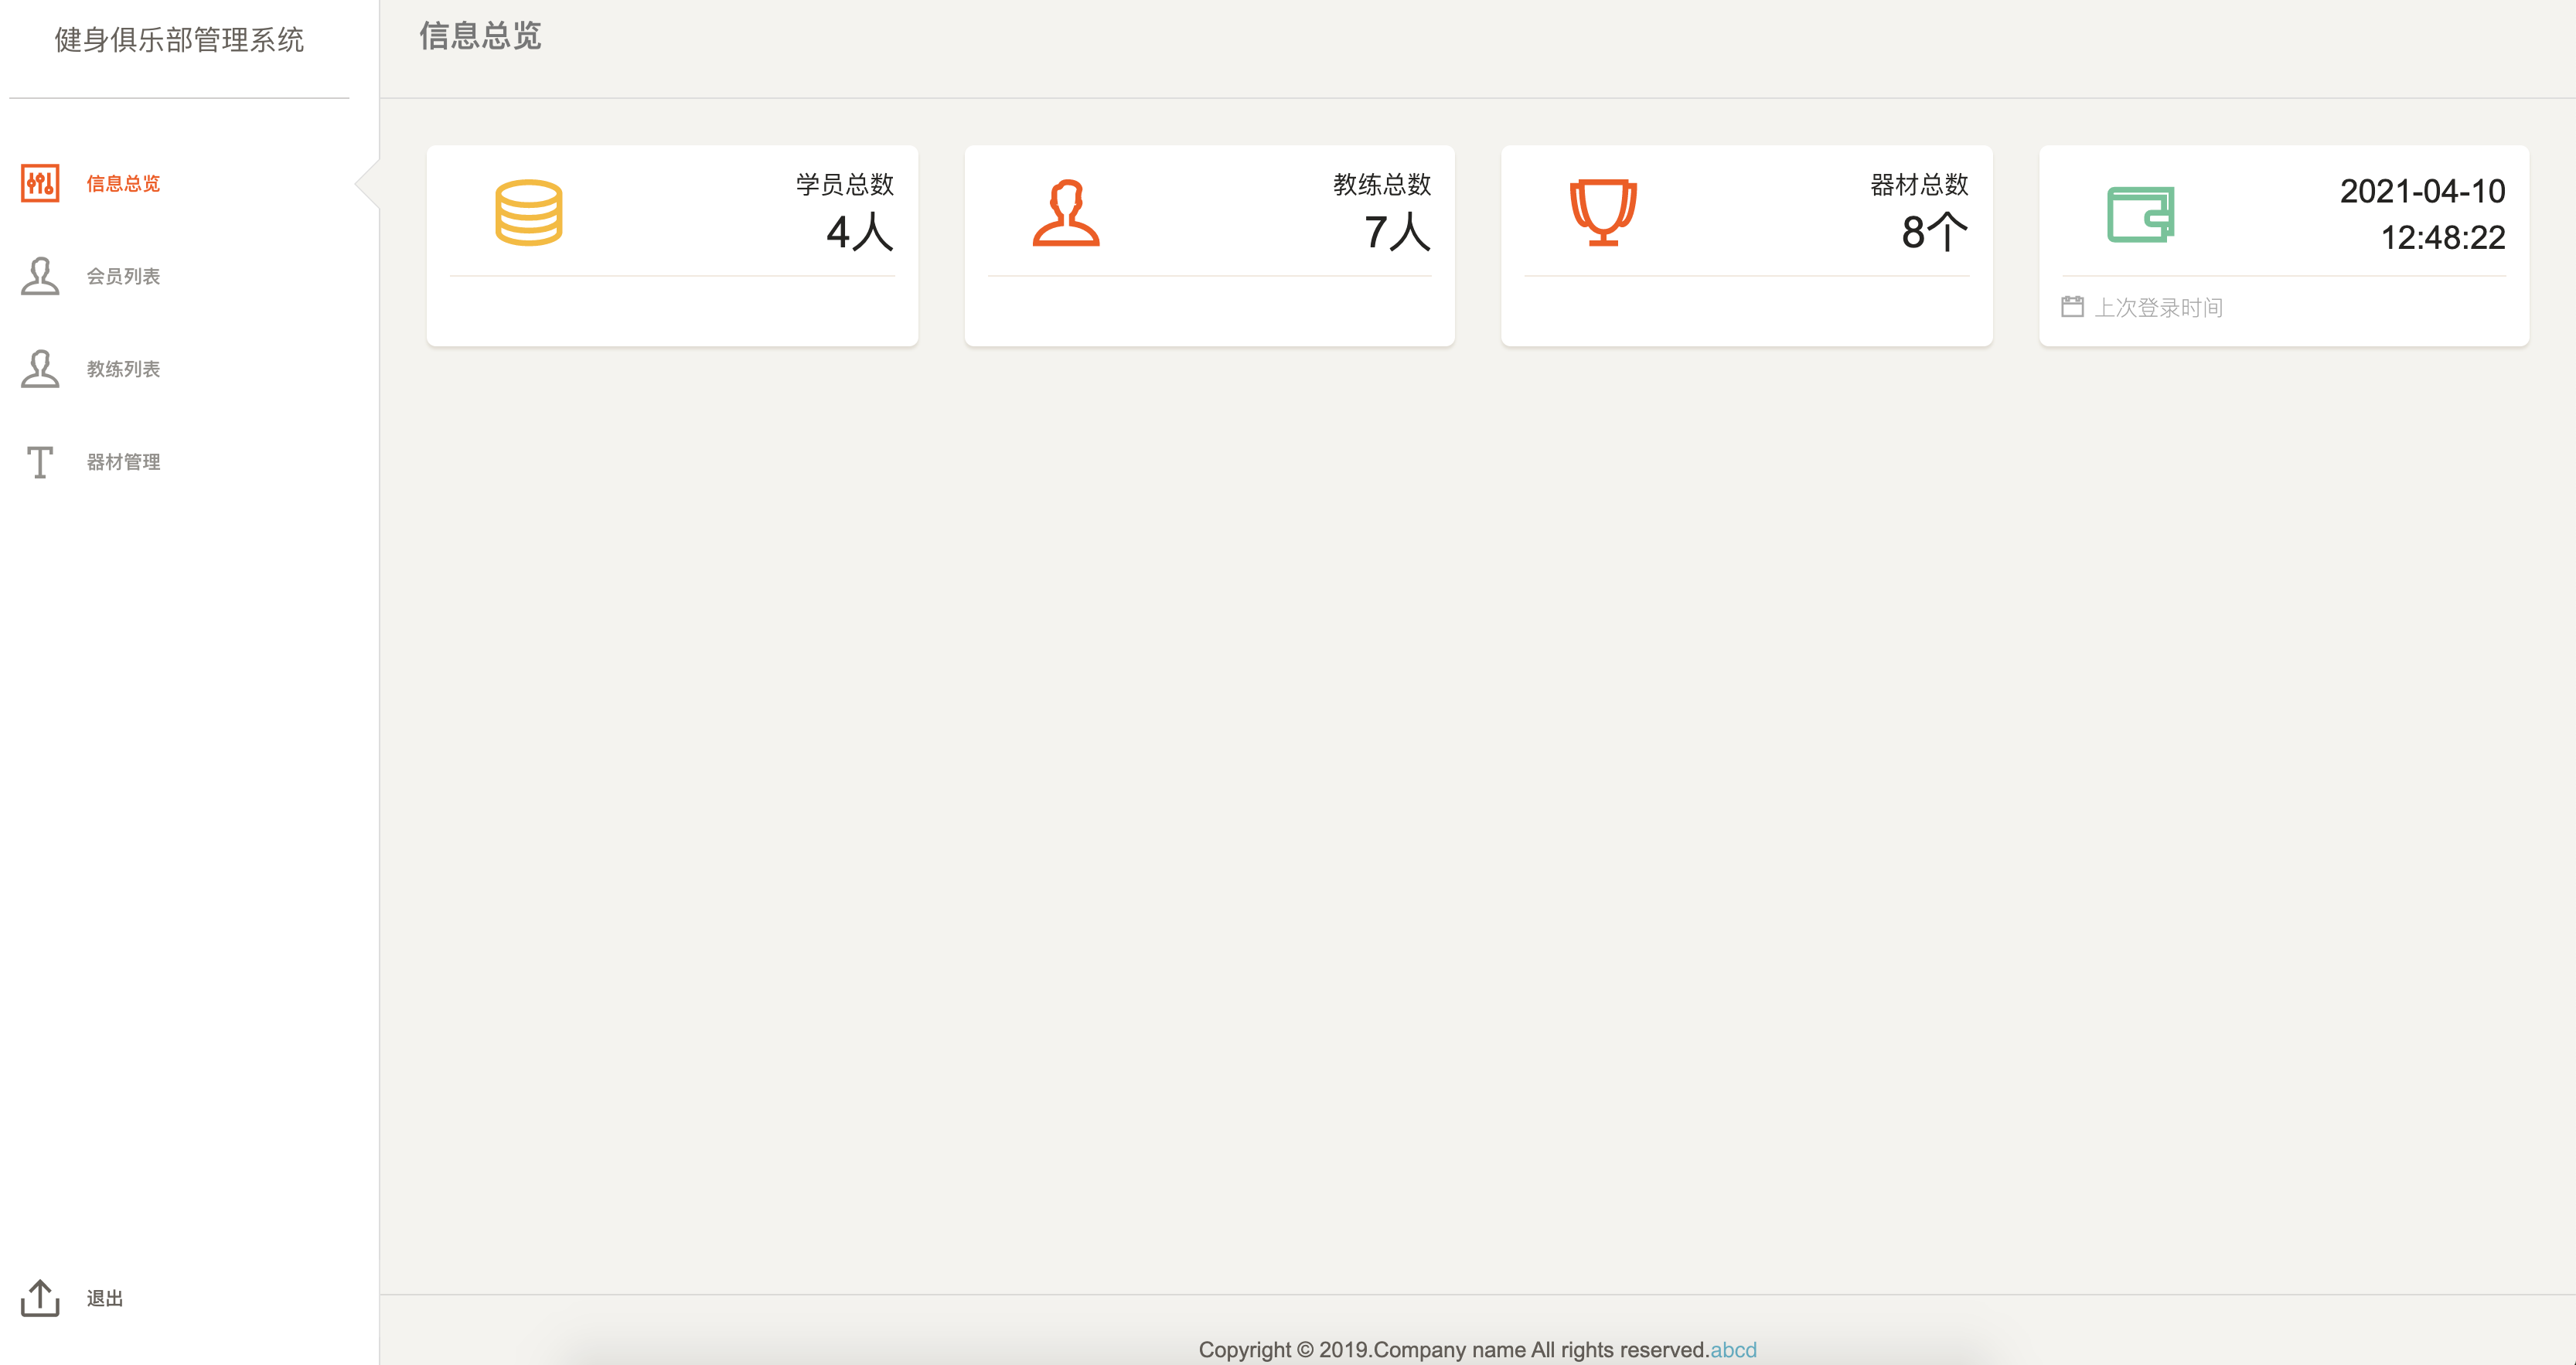 健身俱乐部管理系统
信息总览
会员列表
教练列表
器材管理
退出
信息总览
学员总数
4人
教练总数
7人
器材总数
8个
2021-04-10
12:48:22
上次登录时间
Copyright © 2019.Company name All rights reserved.abcd